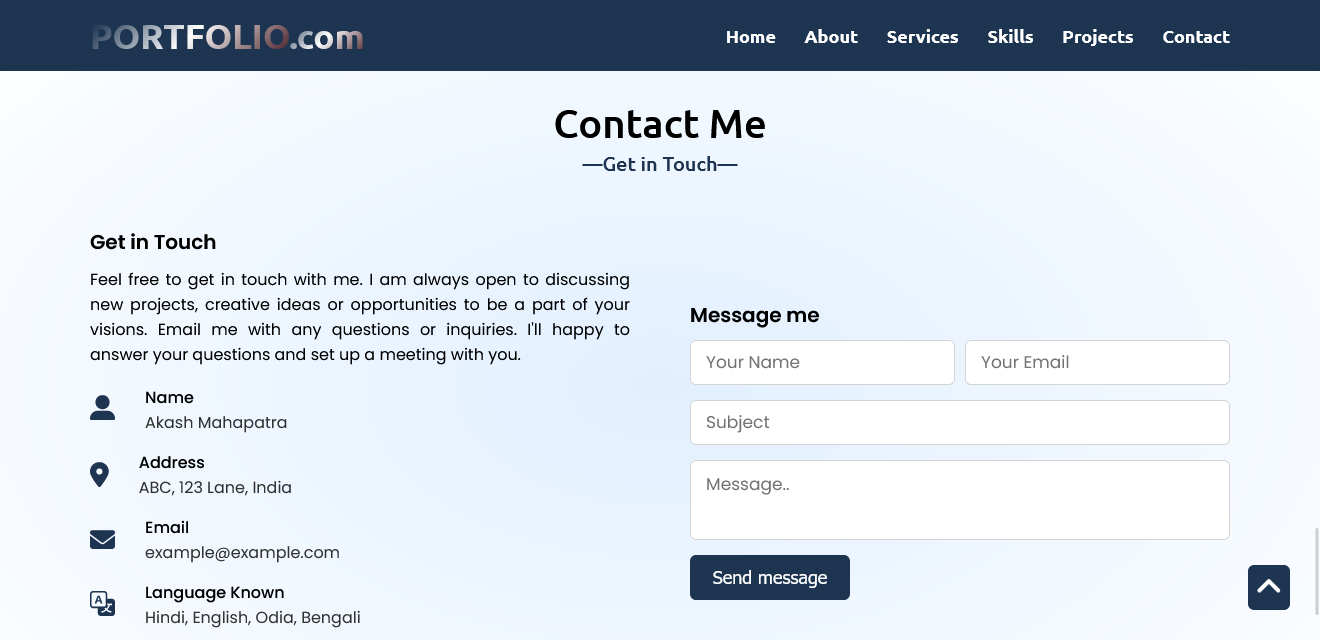 PORTFOLIO.com
Home About Services Skills Projects Contact
Contact Me
—Get in Touch—
Get in Touch
Feel free to get in touch with me. I am always open to discussing
new projects, creative ideas or opportunities to be a part of your
visions. Email me with any questions or inquiries. I'll happy to
answer your questions and set up a meeting with you.
Name
Akash Mahapatra
Address
ABC, 123 Lane, India
Email
example@example.com
Language Known
Hindi, English, Odia, Bengali
Message me
Your Name
Your Email
Subject
Message..
Send message